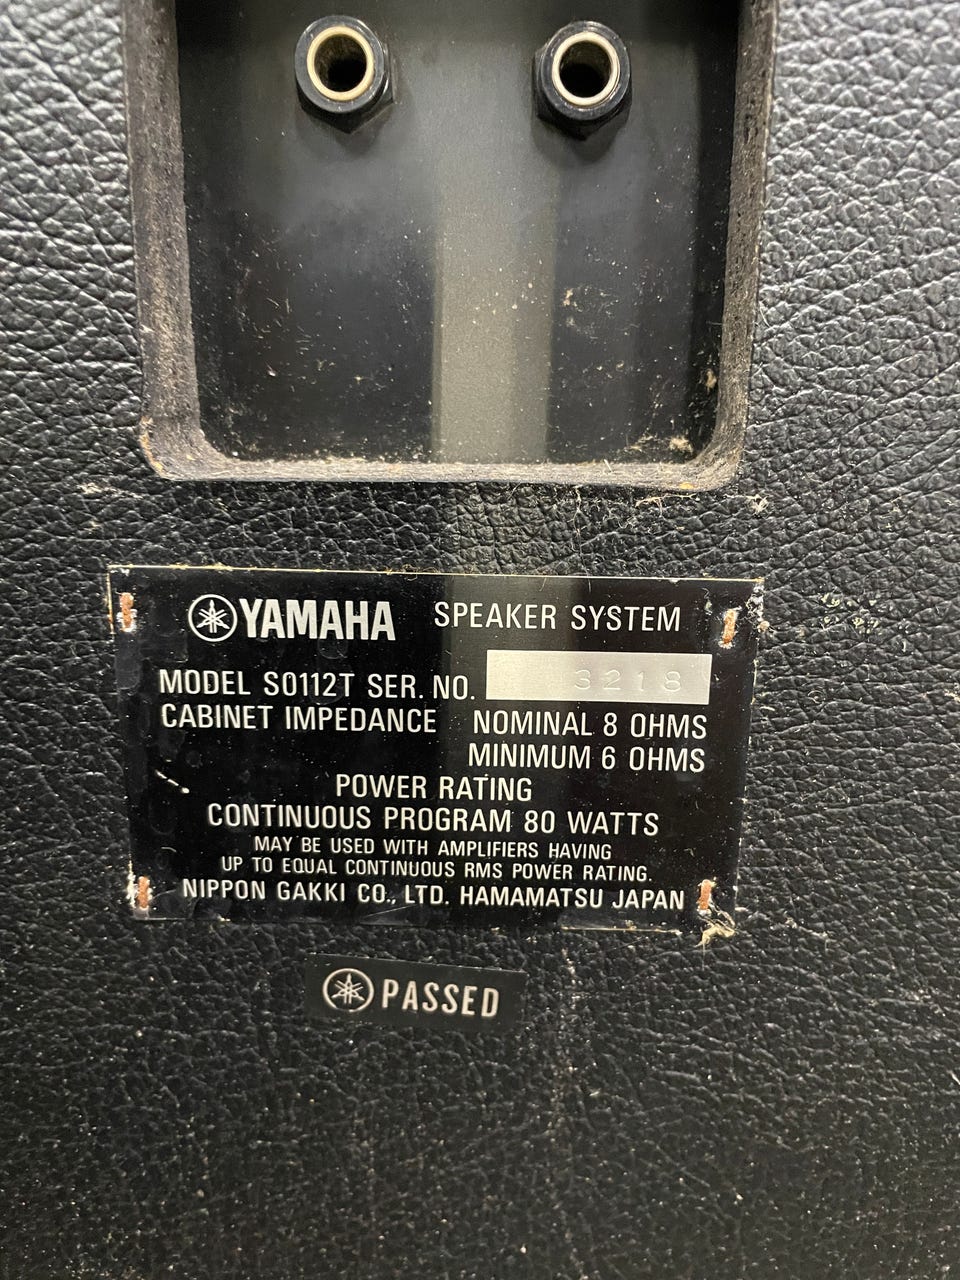 YAMAHA SPEAKER SYSTEM
MODEL S0112T SER. NO. 3218
CABINET IMPEDANCE NOMINAL 8 OHMS
MINIMUM 6 OHMS
POWER RATING
CONTINUOUS PROGRAM 80 WATTS
MAY BE USED WITH AMPLIFIERS HAVING
UP TO EQUAL CONTINUOUS RMS POWER RATING.
NIPPON GAKKI CO., LTD. HAMAMATSU JAPAN
PASSED